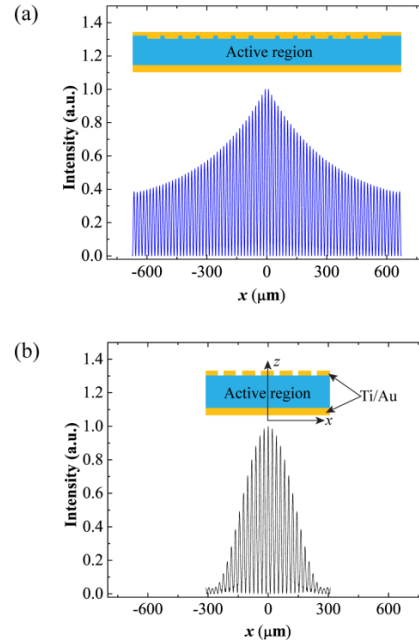 (a)
1.4
1.2
1.0
0.8
0.6
0.4
0.2
0.0
Intensity (a.u.)
Active region
-600 -300 0 300 600
x (μm)
(b)
1.4
1.2
1.0
0.8
0.6
0.4
0.2
0.0
Intensity (a.u.)
z
Active region
Ti/Au
x
-600 -300 0 300 600
x (μm)